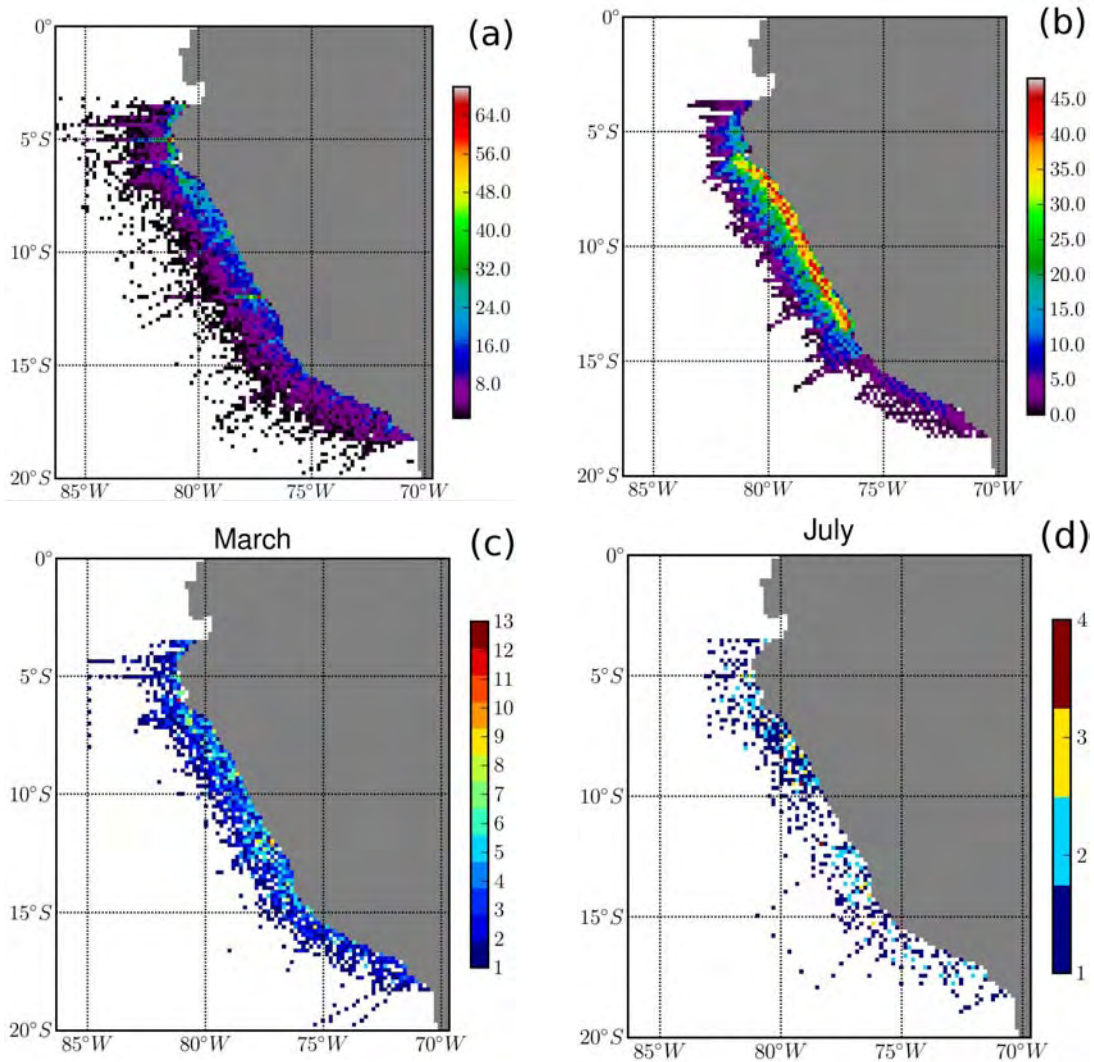 (a)
0°
5°S
10°S
15°S
20°S
85°W 80°W 75°W 70°W
64.0
56.0
48.0
40.0
32.0
24.0
16.0
8.0
(b)
0°
5°S
10°S
15°S
20°S
85°W 80°W 75°W 70°W
45.0
40.0
35.0
30.0
25.0
20.0
15.0
10.0
5.0
0.0
March
(c)
0°
5°S
10°S
15°S
20°S
85°W 80°W 75°W 70°W
13
12
11
10
9
8
7
6
5
4
3
2
1
July
(d)
0°
5°S
10°S
15°S
20°S
85°W 80°W 75°W 70°W
4
3
2
1